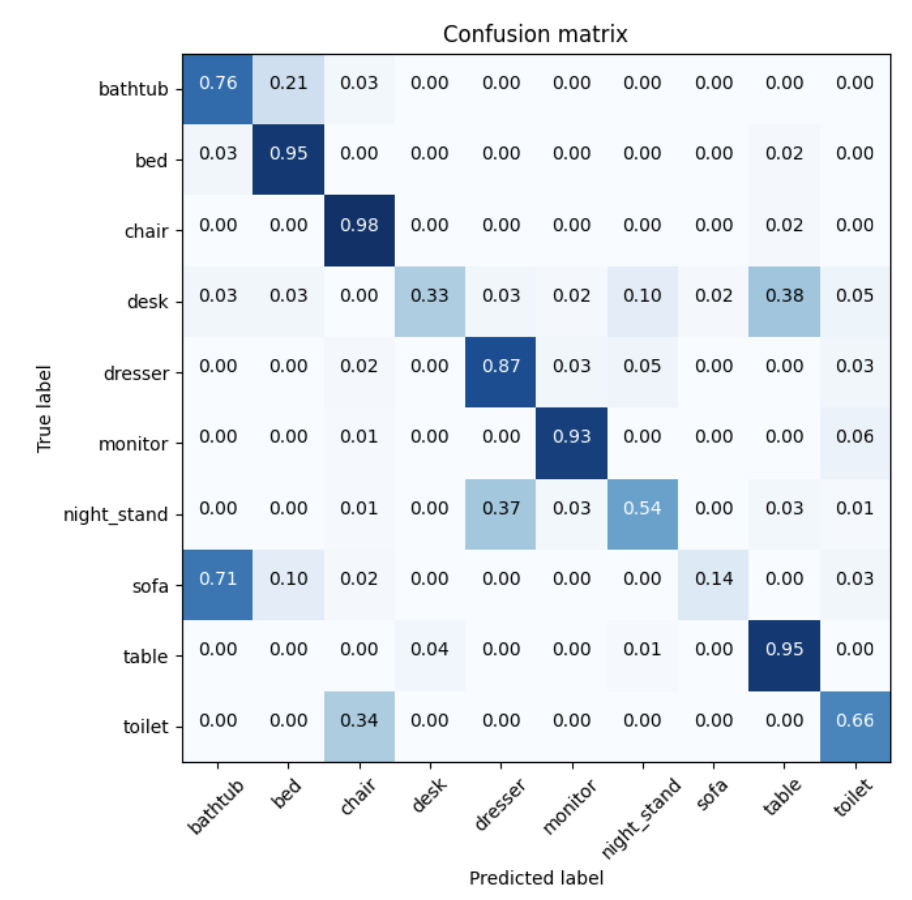 Confusion matrix
True label
bathtub 0.76 0.21 0.03 0.00 0.00 0.00 0.00 0.00 0.00 0.00
bed 0.03 0.95 0.00 0.00 0.00 0.00 0.00 0.00 0.02 0.00
chair 0.00 0.00 0.98 0.00 0.00 0.00 0.00 0.00 0.02 0.00
desk 0.03 0.03 0.00 0.33 0.03 0.02 0.10 0.02 0.38 0.05
dresser 0.00 0.00 0.02 0.00 0.87 0.03 0.05 0.00 0.00 0.03
monitor 0.00 0.00 0.01 0.00 0.00 0.93 0.00 0.00 0.00 0.06
night_stand 0.00 0.00 0.01 0.00 0.37 0.03 0.54 0.00 0.03 0.01
sofa 0.71 0.10 0.02 0.00 0.00 0.00 0.00 0.14 0.00 0.03
table 0.00 0.00 0.00 0.04 0.00 0.00 0.01 0.00 0.95 0.00
toilet 0.00 0.00 0.34 0.00 0.00 0.00 0.00 0.00 0.00 0.66
bathtub bed chair desk dresser monitor night_stand sofa table toilet
Predicted label